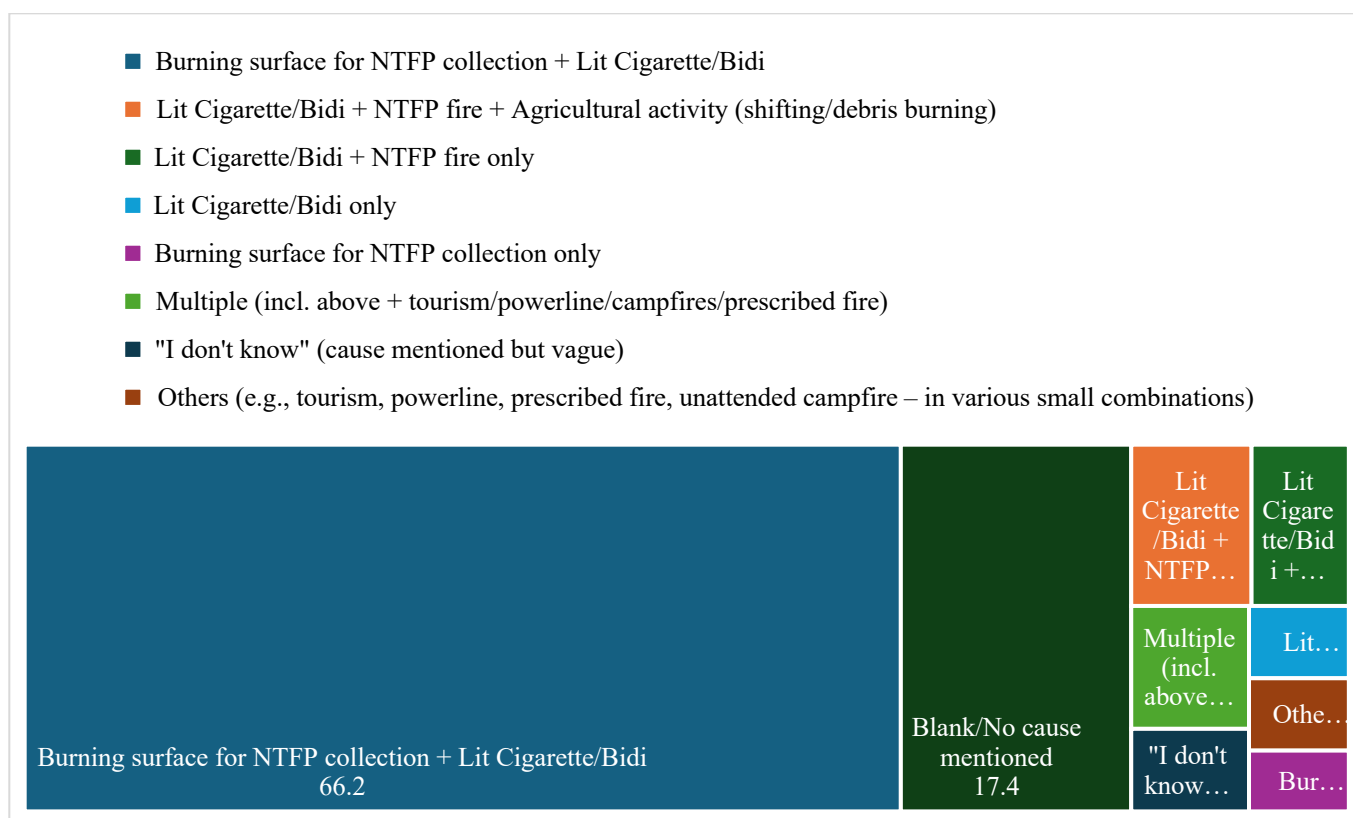 Burning surface for NTFP collection + Lit Cigarette/Bidi
Lit Cigarette/Bidi + NTFP fire + Agricultural activity (shifting/debris burning)
Lit Cigarette/Bidi + NTFP fire only
Lit Cigarette/Bidi only
Burning surface for NTFP collection only
Multiple (incl. above + tourism/powerline/campfires/prescribed fire)
"I don't know" (cause mentioned but vague)
Others (e.g., tourism, powerline, prescribed fire, unattended campfire – in various small combinations)
Burning surface for NTFP collection + Lit Cigarette/Bidi
66.2
Blank/No cause
mentioned
17.4
Lit
Cigarette
/Bidi +
NTFP…
Lit
Cigare
tte/Bid
i +…
Multiple
(incl.
above…
Lit…
Othe…
"I don't
know…
Bur…